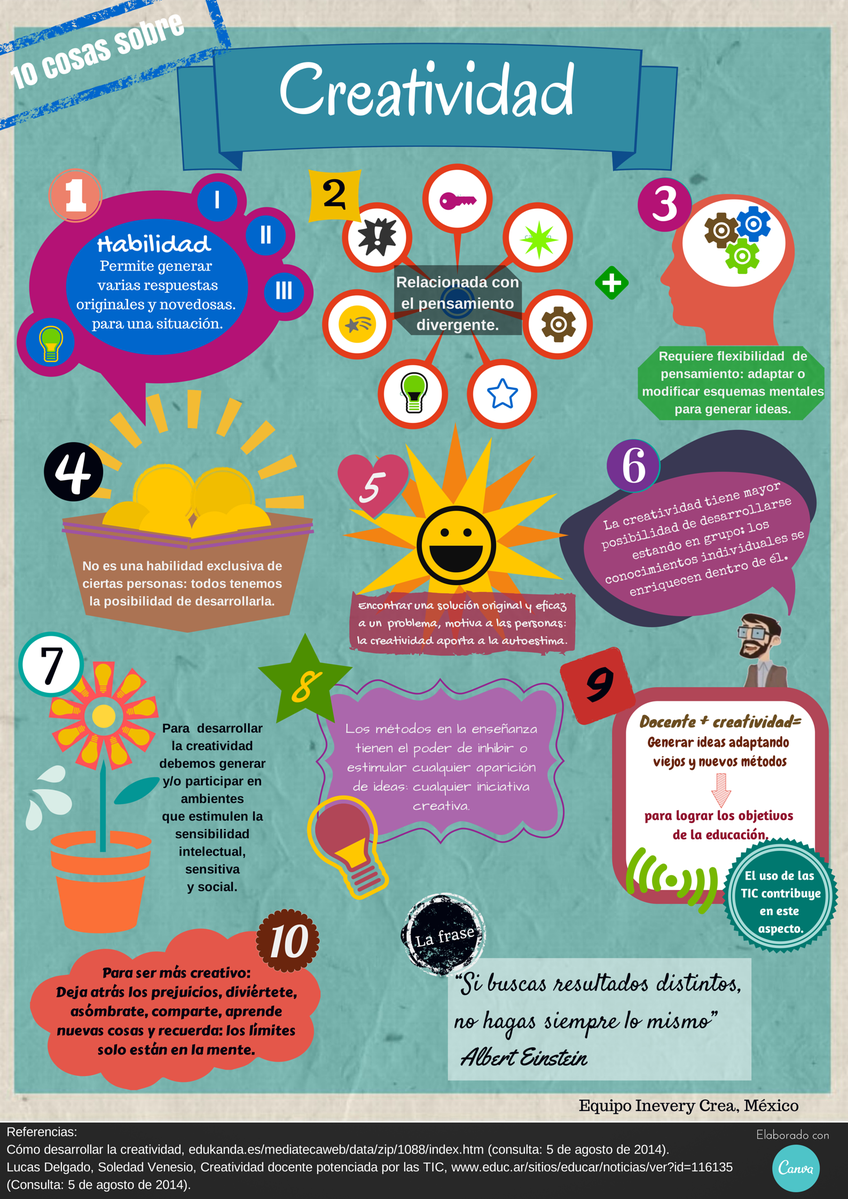 10 cosas sobre
Creatividad
1
I
II
III
Habilidad
Permite generar
varias respuestas
originales y novedosas.
para una situación.
2
!
Relacionada con
el pensamiento
divergente.
3
Requiere flexibilidad de
pensamiento: adaptar o
modificar esquemas mentales
para generar ideas.
4
No es una habilidad exclusiva de
ciertas personas: todos tenemos
la posibilidad de desarrollarla.
5
Encontrar una solución original y eficaz
a un problema, motiva a las personas:
la creatividad aporta a la autoestima.
6
La creatividad tiene mayor
posibilidad de desarrollarse
estando en grupo: los
conocimientos individuales se
enriquecen dentro de él.
7
Para desarrollar
la creatividad
debemos generar
y/o participar en
ambientes
que estimulen la
sensibilidad
intelectual,
sensitiva
y social.
8
Los métodos en la enseñanza
tienen el poder de inhibir o
estimular cualquier aparición
de ideas: cualquier iniciativa
creativa.
9
Docente + creatividad=
Generar ideas adaptando
viejos y nuevos métodos
para lograr los objetivos
de la educación.
El uso de las
TIC contribuye
en este
aspecto.
10
Para ser más creativo:
Deja atrás los prejuicios, diviértete,
asómbrate, comparte, aprende
nuevas cosas y recuerda: los límites
solo están en la mente.
La frase
"Si buscas resultados distintos,
no hagas siempre lo mismo"
Albert Einstein
Equipo Inevery Crea, México
Referencias:
Cómo desarrollar la creatividad, edukanda.es/mediatecaweb/data/zip/1088/index.htm (consulta: 5 de agosto de 2014).
Lucas Delgado, Soledad Venesio, Creatividad docente potenciada por las TIC, www.educ.ar/sitios/educar/noticias/ver?id=116135
(Consulta: 5 de agosto de 2014).
Elaborado con
Canva